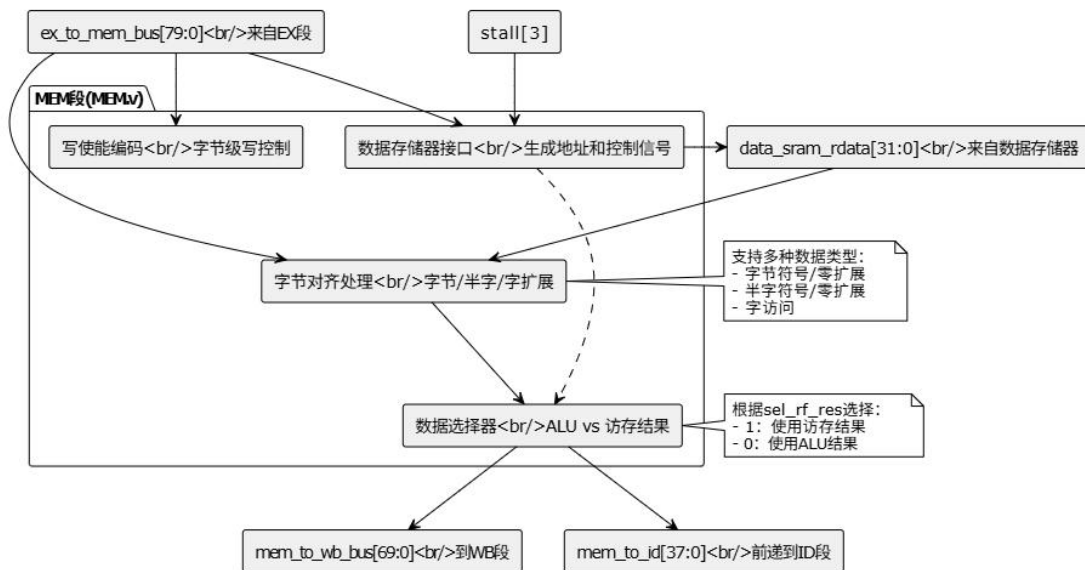 ex_to_mem_bus[79:0]<br/>来自EX段
stall[3]
MEM段(MEM.v)
写使能编码<br/>字节级写控制
数据存储器接口<br/>生成地址和控制信号
data_sram_rdata[31:0]<br/>来自数据存储器
字节对齐处理<br/>字节/半字/字扩展
支持多种数据类型：
- 字节符号/零扩展
- 半字符号/零扩展
- 字访问
数据选择器<br/>ALU vs 访存结果
根据sel_rf_res选择：
- 1：使用访存结果
- 0：使用ALU结果
mem_to_wb_bus[69:0]<br/>到WB段
mem_to_id[37:0]<br/>前递到ID段